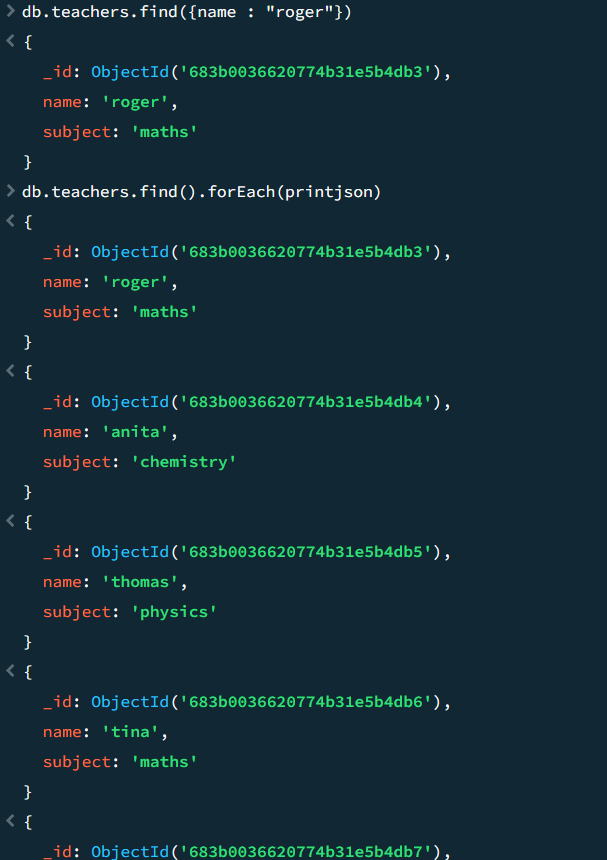 > db.teachers.find({name : "roger"})
< {
_id: ObjectId('683b0036620774b31e5b4db3'),
name: 'roger',
subject: 'maths'
}
> db.teachers.find().forEach(printjson)
< {
_id: ObjectId('683b0036620774b31e5b4db3'),
name: 'roger',
subject: 'maths'
}
< {
_id: ObjectId('683b0036620774b31e5b4db4'),
name: 'anita',
subject: 'chemistry'
}
< {
_id: ObjectId('683b0036620774b31e5b4db5'),
name: 'thomas',
subject: 'physics'
}
< {
_id: ObjectId('683b0036620774b31e5b4db6'),
name: 'tina',
subject: 'maths'
}
< {
_id: ObjectId('683b0036620774b31e5b4db7'),